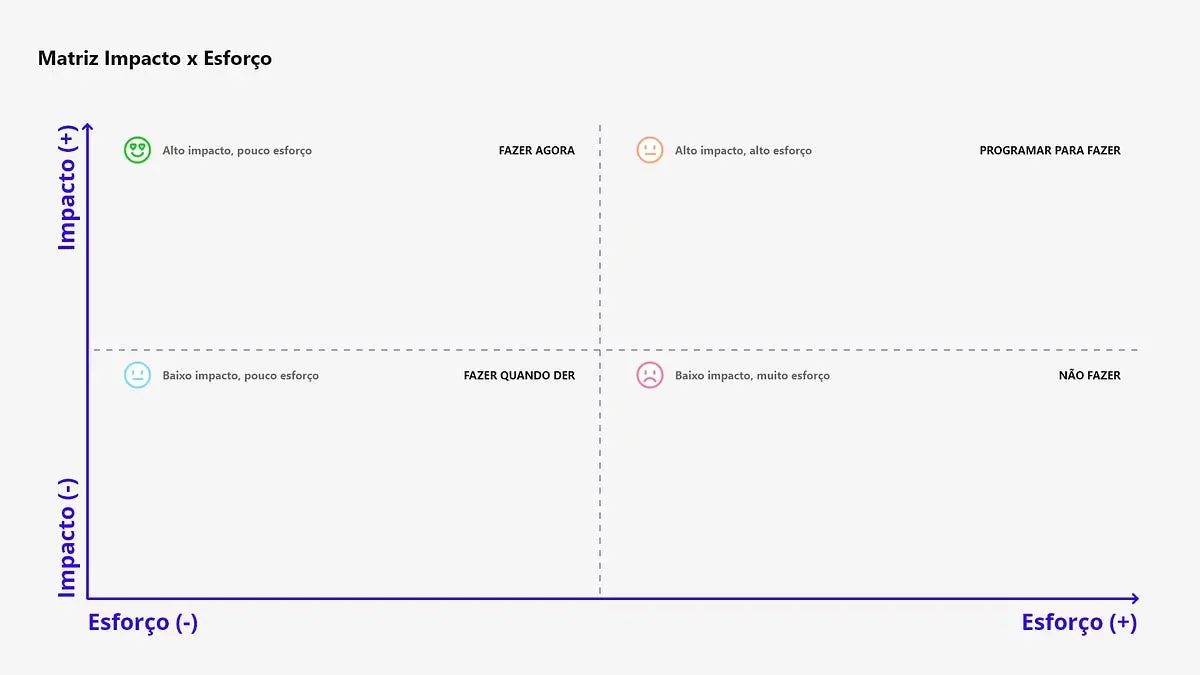 Matriz Impacto x Esforço
Impacto (+)
Alto impacto, pouco esforço
FAZER AGORA
Alto impacto, alto esforço
PROGRAMAR PARA FAZER
Baixo impacto, pouco esforço
FAZER QUANDO DER
Baixo impacto, muito esforço
NÃO FAZER
Impacto (-)
Esforço (-)
Esforço (+)